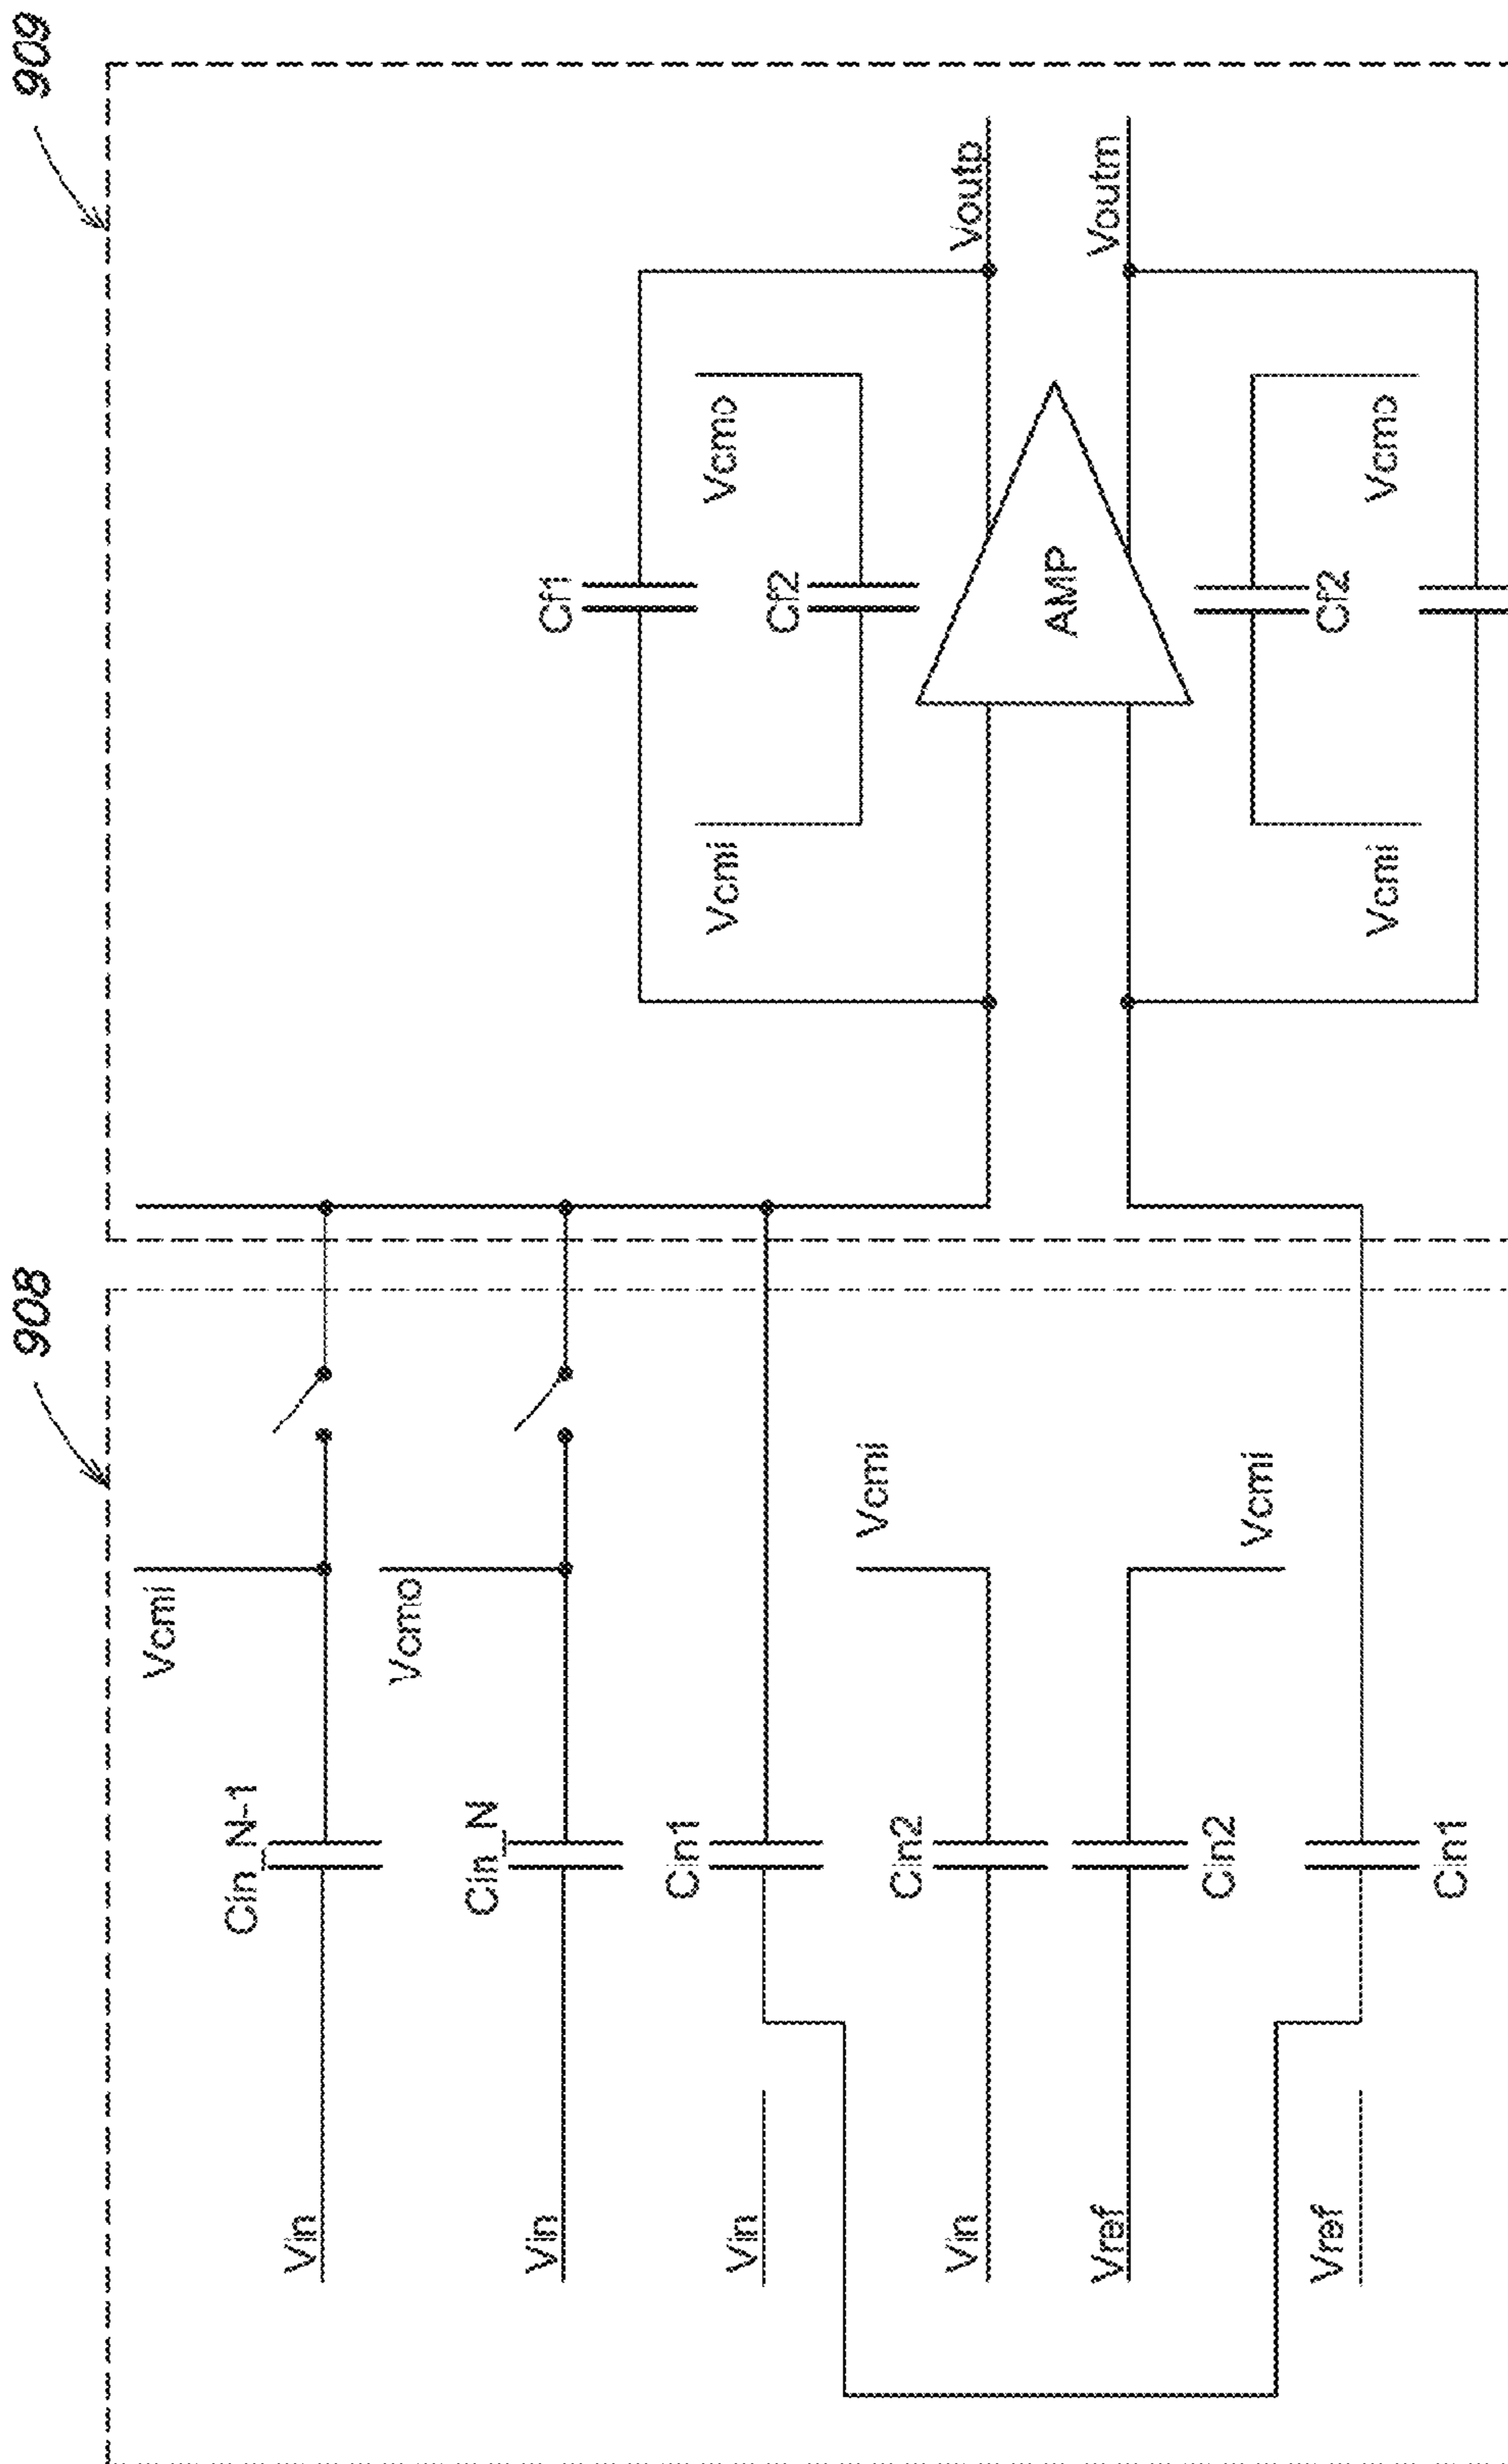 908
909
Vin
Cin_N-1
Vcmi
Vin
Cin_N
Vcmo
Vin
Cin1
Vin
Cin2
Vcmi
Vref
Cin2
Vcmi
Vref
Cin1
Cf1
Vcmi
Cf2
Vcmo
Voutp
AMP
Voutm
Cf2
Vcmi
Vcmo